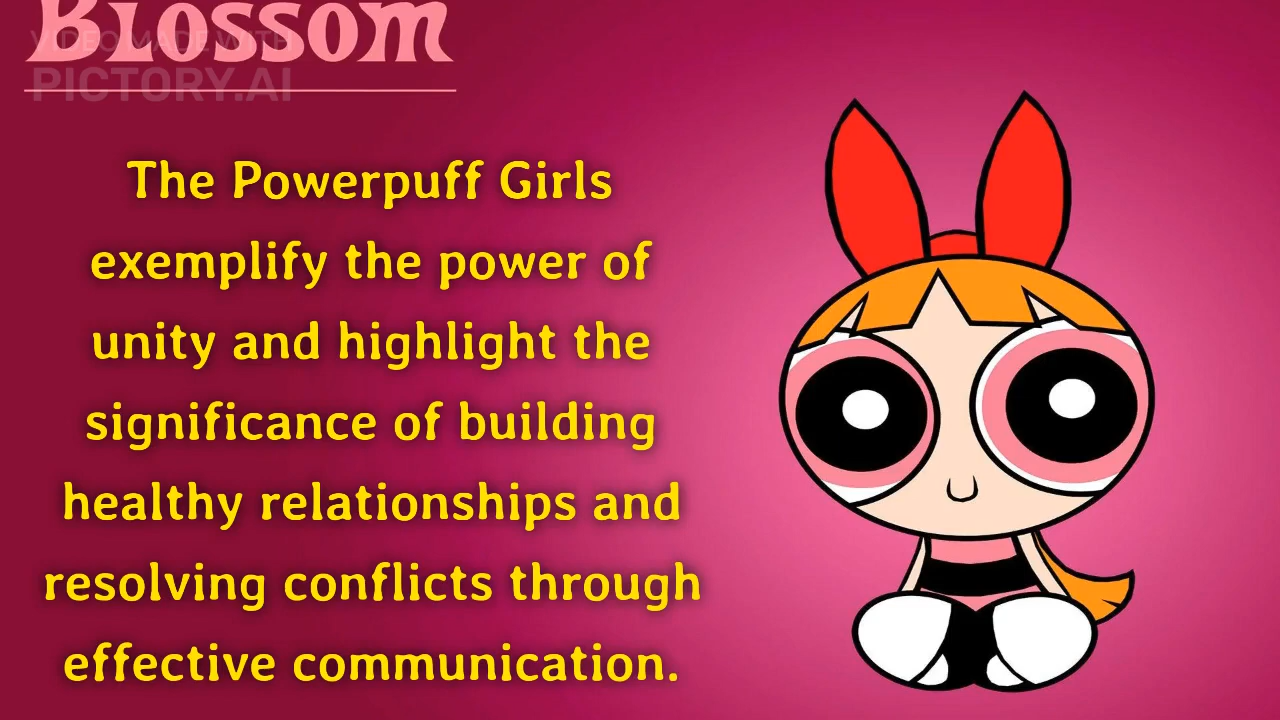 Blossom
VIDEO MADE WITH
PICTORY.AI
The Powerpuff Girls
exemplify the power of
unity and highlight the
significance of building
healthy relationships and
resolving conflicts through
effective communication.